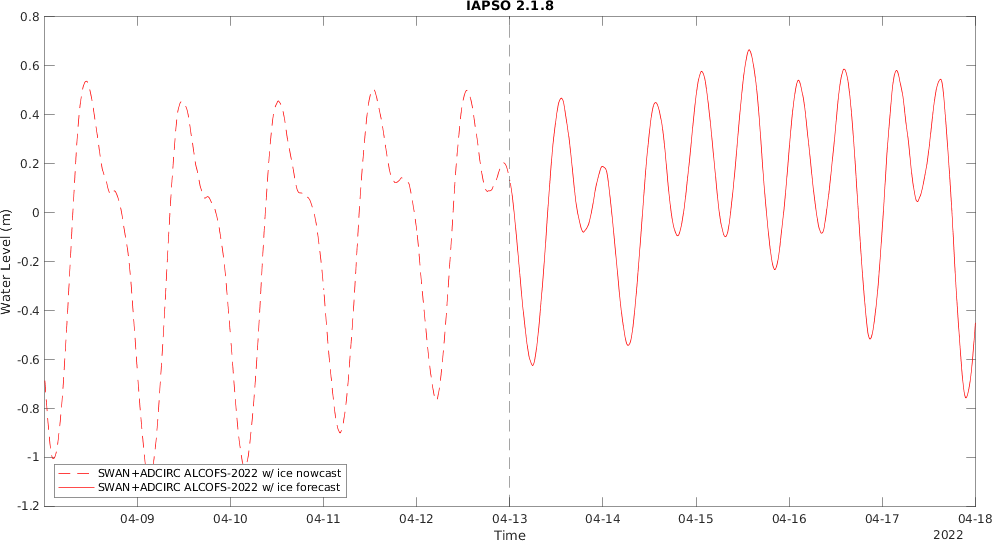 IAPSO 2.1.8
0.8
0.6
0.4
0.2
0
-0.2
-0.4
-0.6
-0.8
-1
-1.2
Water Level (m)
SWAN+ADCIRC ALCOFS-2022 w/ ice nowcast
SWAN+ADCIRC ALCOFS-2022 w/ ice forecast
04-09 04-10 04-11 04-12 04-13 04-14 04-15 04-16 04-17 04-18
Time
2022